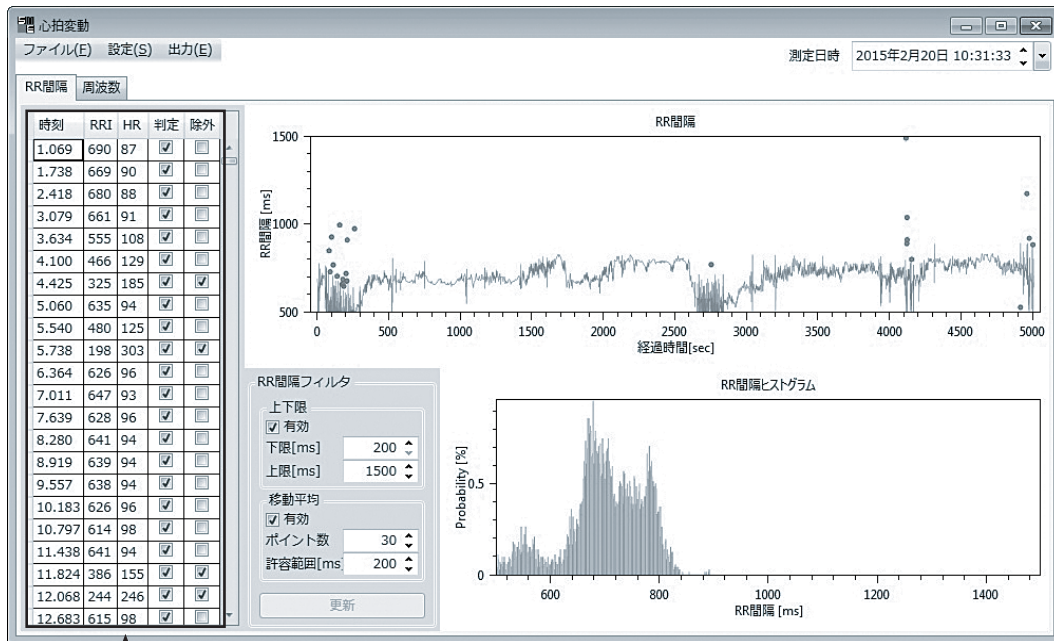 心拍変動
ファイル(F) 設定(S) 出力(E)
測定日時 2015年2月20日 10:31:33
RR間隔 周波数
時刻 RRI HR 判定 除外
1.069 690 87
1.738 669 90
2.418 680 88
3.079 661 91
3.634 555 108
4.100 466 129
4.425 325 185
5.060 635 94
5.540 480 125
5.738 198 303
6.364 626 96
7.011 647 93
7.639 628 96
8.280 641 94
8.919 639 94
9.557 638 94
10.183 626 96
10.797 614 98
11.438 641 94
11.824 386 155
12.068 244 246
12.683 615 98
RR間隔
RR間隔 [ms]
1500
1000
500
0 500 1000 1500 2000 2500 3000 3500 4000 4500 5000
経過時間[sec]
RR間隔フィルタ
上下限
有効
下限[ms] 200
上限[ms] 1500
移動平均
有効
ポイント数 30
許容範囲[ms] 200
更新
RR間隔ヒストグラム
Probability [%]
0.5
0
600 800 1000 1200 1400
RR間隔 [ms]